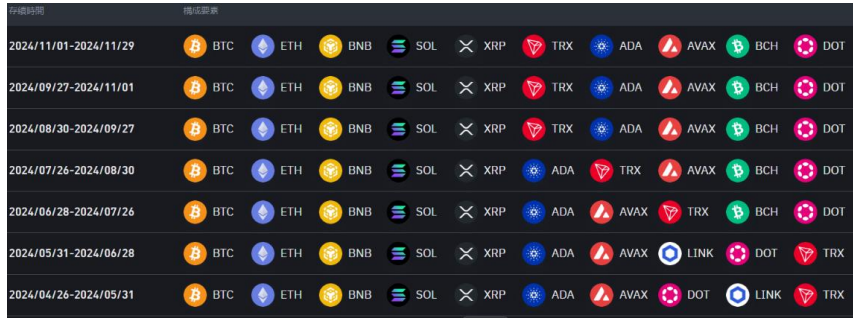 存續時間 構成要素
2024/11/01-2024/11/29 BTC ETH BNB SOL XRP TRX ADA AVAX BCH DOT
2024/09/27-2024/11/01 BTC ETH BNB SOL XRP TRX ADA AVAX BCH DOT
2024/08/30-2024/09/27 BTC ETH BNB SOL XRP TRX ADA AVAX BCH DOT
2024/07/26-2024/08/30 BTC ETH BNB SOL XRP ADA TRX AVAX BCH DOT
2024/06/28-2024/07/26 BTC ETH BNB SOL XRP ADA AVAX TRX BCH DOT
2024/05/31-2024/06/28 BTC ETH BNB SOL XRP ADA AVAX LINK DOT TRX
2024/04/26-2024/05/31 BTC ETH BNB SOL XRP ADA AVAX DOT LINK TRX